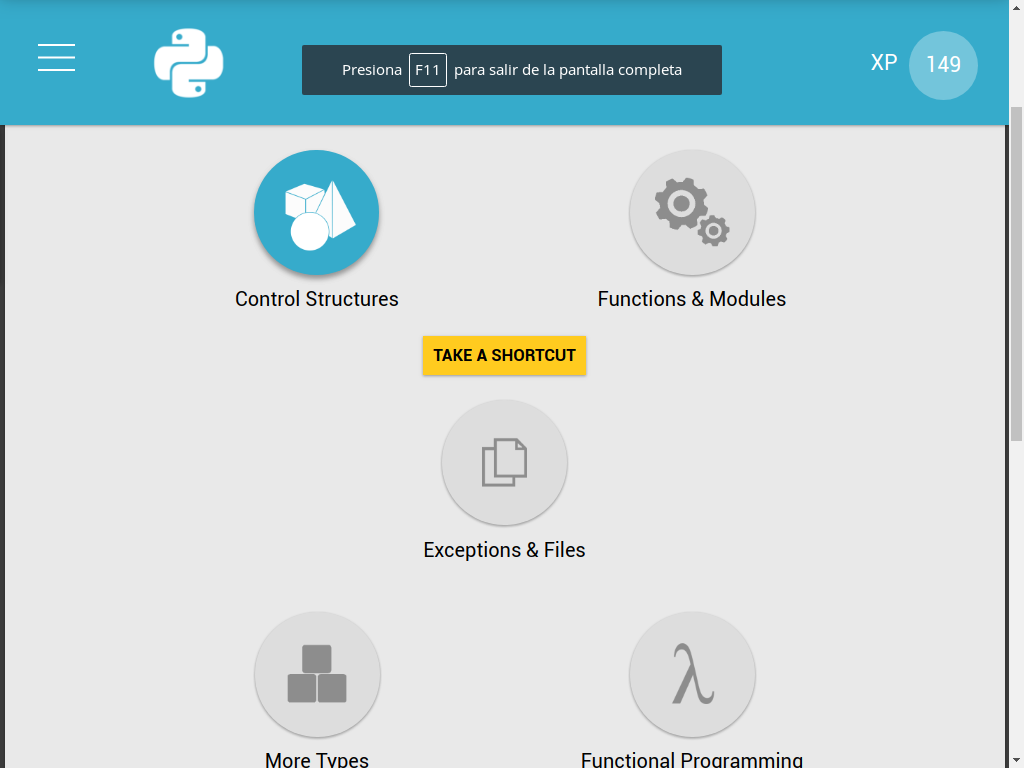 Presiona F11 para salir de la pantalla completa
XP 149
Control Structures
Functions & Modules
TAKE A SHORTCUT
Exceptions & Files
More Types
Functional Programming